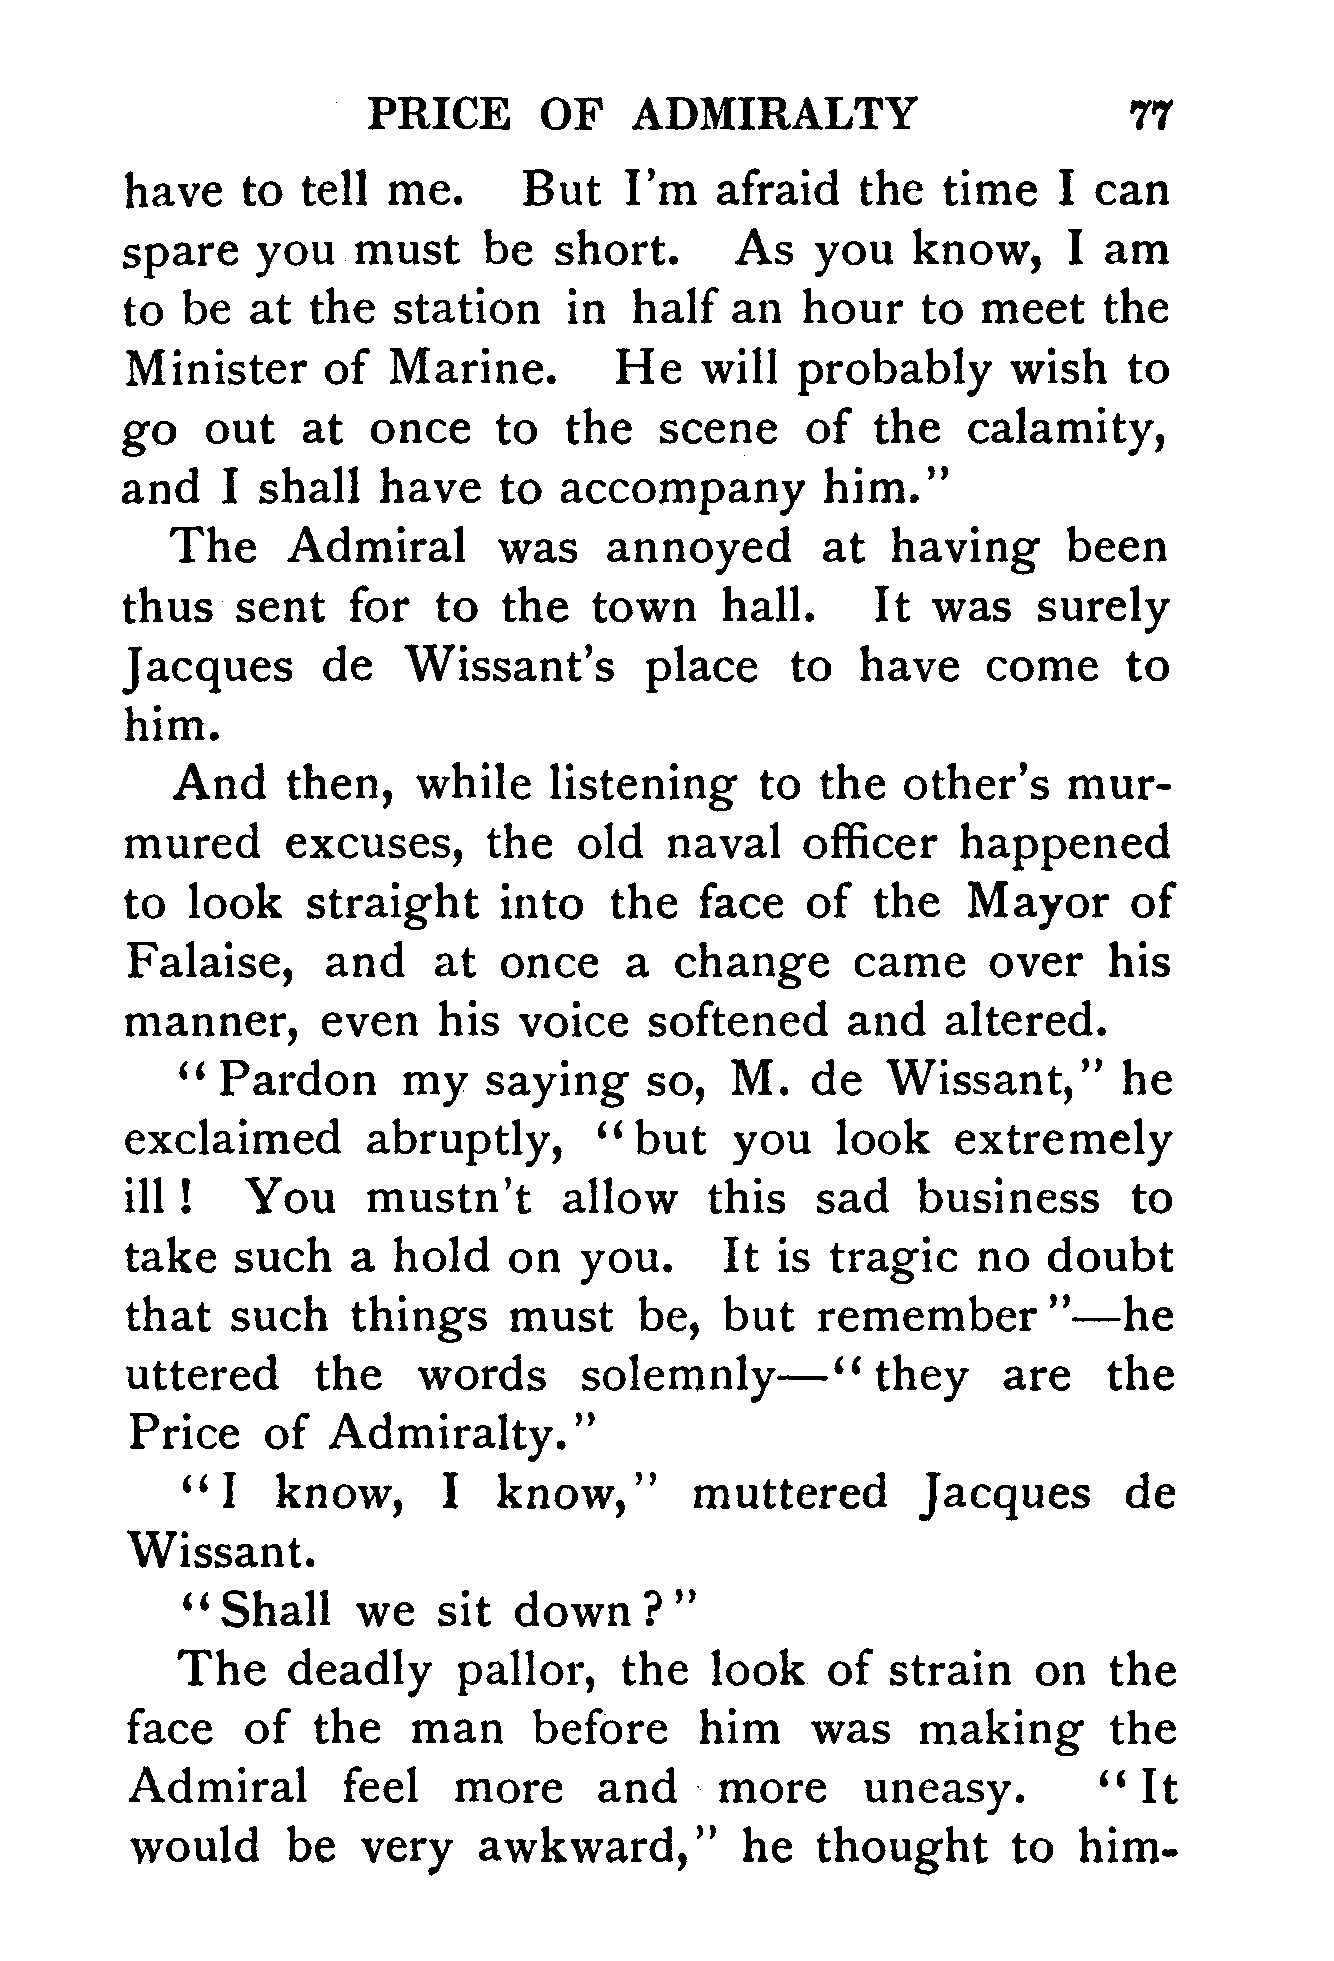 PRICE OF ADMIRALTY 77
have to tell me. But I'm afraid the time I can
spare you must be short. As you know, I am
to be at the station in half an hour to meet the
Minister of Marine. He will probably wish to
go out at once to the scene of the calamity,
and I shall have to accompany him."
The Admiral was annoyed at having been
thus sent for to the town hall. It was surely
Jacques de Wissant's place to have come to
him.
And then, while listening to the other's mur-
mured excuses, the old naval officer happened
to look straight into the face of the Mayor of
Falaise, and at once a change came over his
manner, even his voice softened and altered.
"Pardon my saying so, M. de Wissant," he
exclaimed abruptly, "but you look extremely
ill! You mustn't allow this sad business to
take such a hold on you. It is tragic no doubt
that such things must be, but remember"—he
uttered the words solemnly—"they are the
Price of Admiralty."
"I know, I know," muttered Jacques de
Wissant.
"Shall we sit down?"
The deadly pallor, the look of strain on the
face of the man before him was making the
Admiral feel more and more uneasy. "It
would be very awkward," he thought to him-